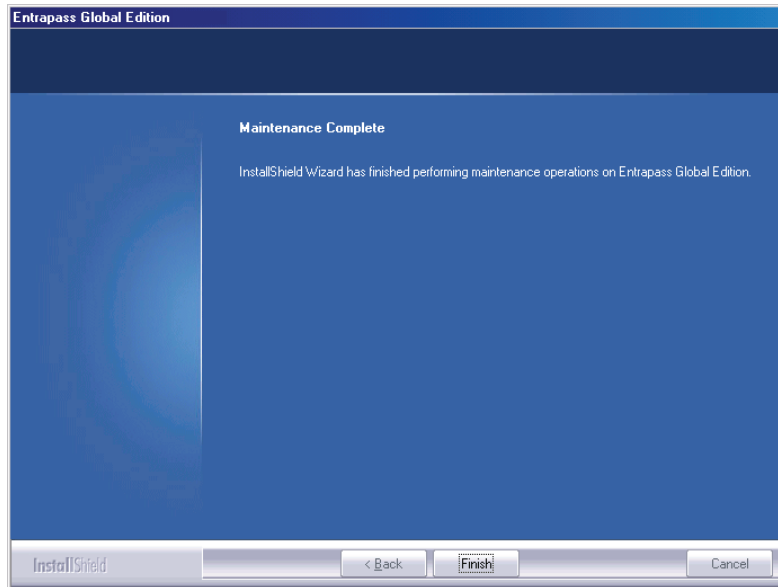 Entrapass Global Edition
Maintenance Complete
InstallShield Wizard has finished performing maintenance operations on Entrapass Global Edition.
InstallShield
< Back
Finish
Cancel